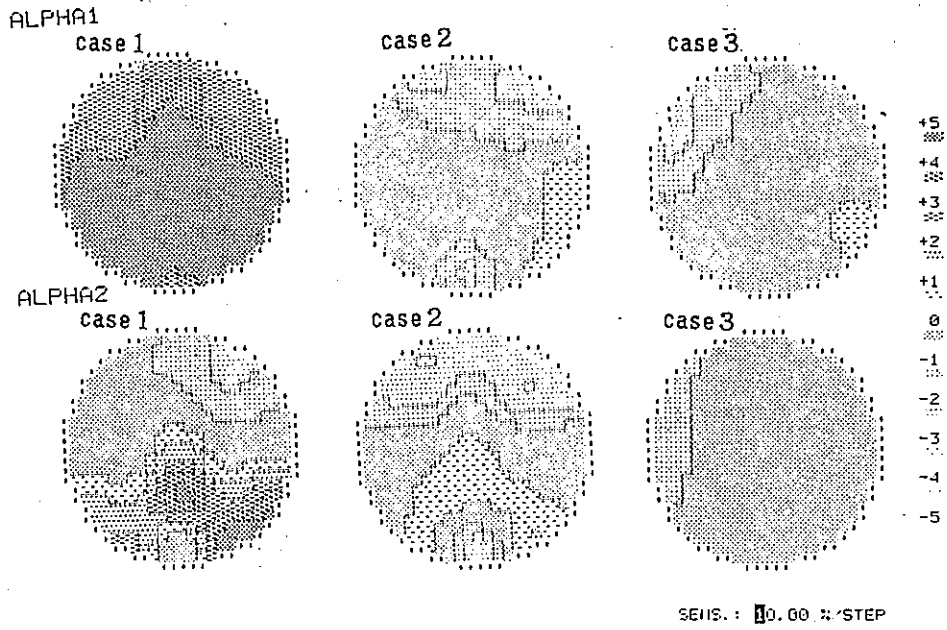 ALPHA1
case 1
case 2
case 3
ALPHA2
case 1
case 2
case 3
+5
+4
+3
+2
+1
0
-1
-2
-3
-4
-5
SENS.: 10.00 %/STEP